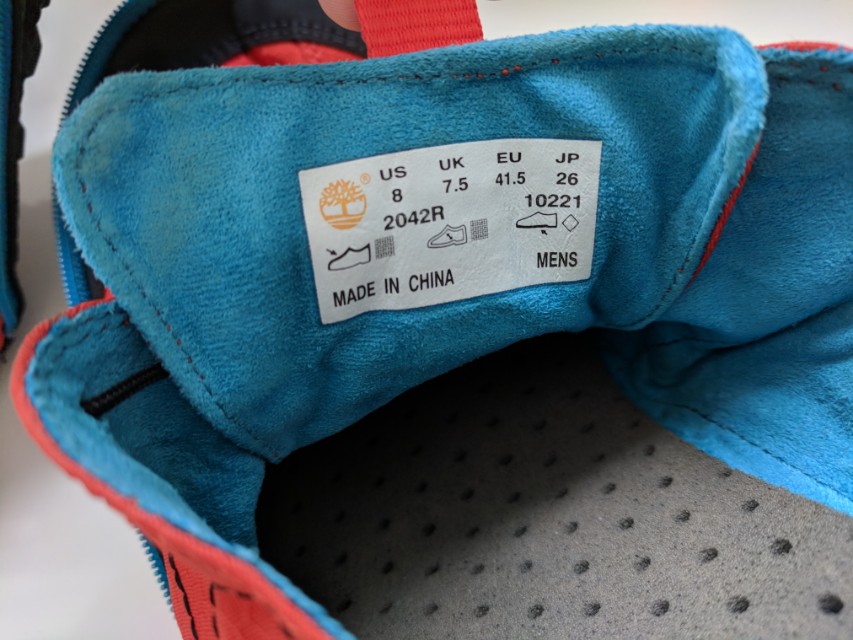 US UK EU JP
8 7.5 41.5 26
2042R 10221
MADE IN CHINA MENS